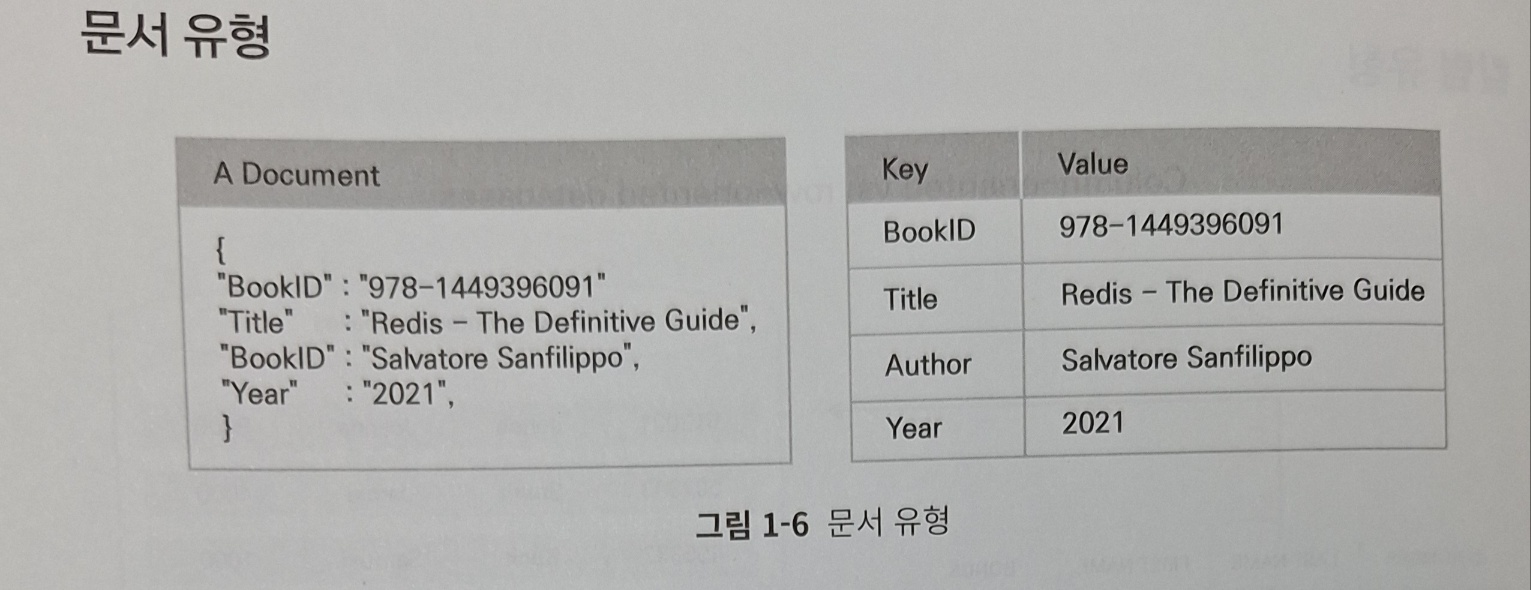 문서 유형
A Document
{
"BookID" : "978-1449396091"
"Title" : "Redis - The Definitive Guide",
"BookID" : "Salvatore Sanfilippo",
"Year" : "2021",
}
Key Value
BookID 978-1449396091
Title Redis - The Definitive Guide
Author Salvatore Sanfilippo
Year 2021
그림 1-6 문서 유형